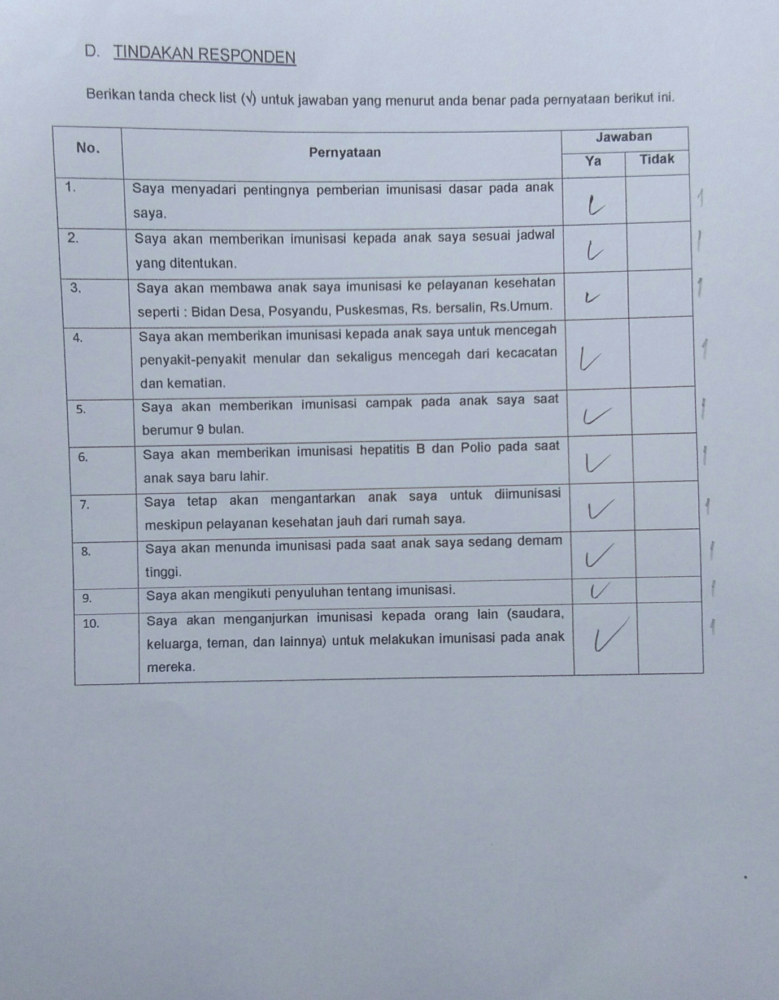 D. TINDAKAN RESPONDEN
Berikan tanda check list (√) untuk jawaban yang menurut anda benar pada pernyataan berikut ini.
No. Pernyataan Jawaban
Ya Tidak
1. Saya menyadari pentingnya pemberian imunisasi dasar pada anak
saya. ✓ 1
2. Saya akan memberikan imunisasi kepada anak saya sesuai jadwal
yang ditentukan. ✓ 1
3. Saya akan membawa anak saya imunisasi ke pelayanan kesehatan
seperti : Bidan Desa, Posyandu, Puskesmas, Rs. bersalin, Rs.Umum. ✓ 1
4. Saya akan memberikan imunisasi kepada anak saya untuk mencegah
penyakit-penyakit menular dan sekaligus mencegah dari kecacatan ✓ 1
dan kematian.
5. Saya akan memberikan imunisasi campak pada anak saya saat
berumur 9 bulan. ✓ 1
6. Saya akan memberikan imunisasi hepatitis B dan Polio pada saat
anak saya baru lahir. ✓ 1
7. Saya tetap akan mengantarkan anak saya untuk diimunisasi
meskipun pelayanan kesehatan jauh dari rumah saya. ✓ 1
8. Saya akan menunda imunisasi pada saat anak saya sedang demam
tinggi. ✓ 1
9. Saya akan mengikuti penyuluhan tentang imunisasi. ✓ 1
10. Saya akan menganjurkan imunisasi kepada orang lain (saudara,
keluarga, teman, dan lainnya) untuk melakukan imunisasi pada anak ✓ 1
mereka.